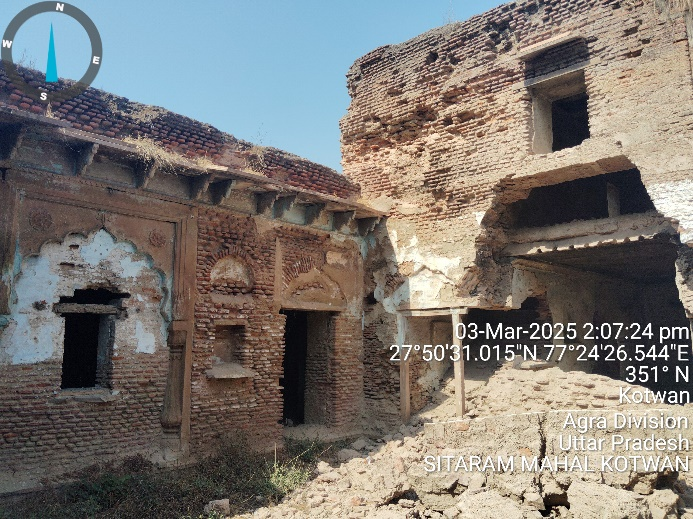 N
W
E
S
03-Mar-2025 2:07:24 pm
27°50'31.015"N 77°24'26.544"E
351° N
Kotwan
Agra Division
Uttar Pradesh
SITARAM MAHAL KOTWAN